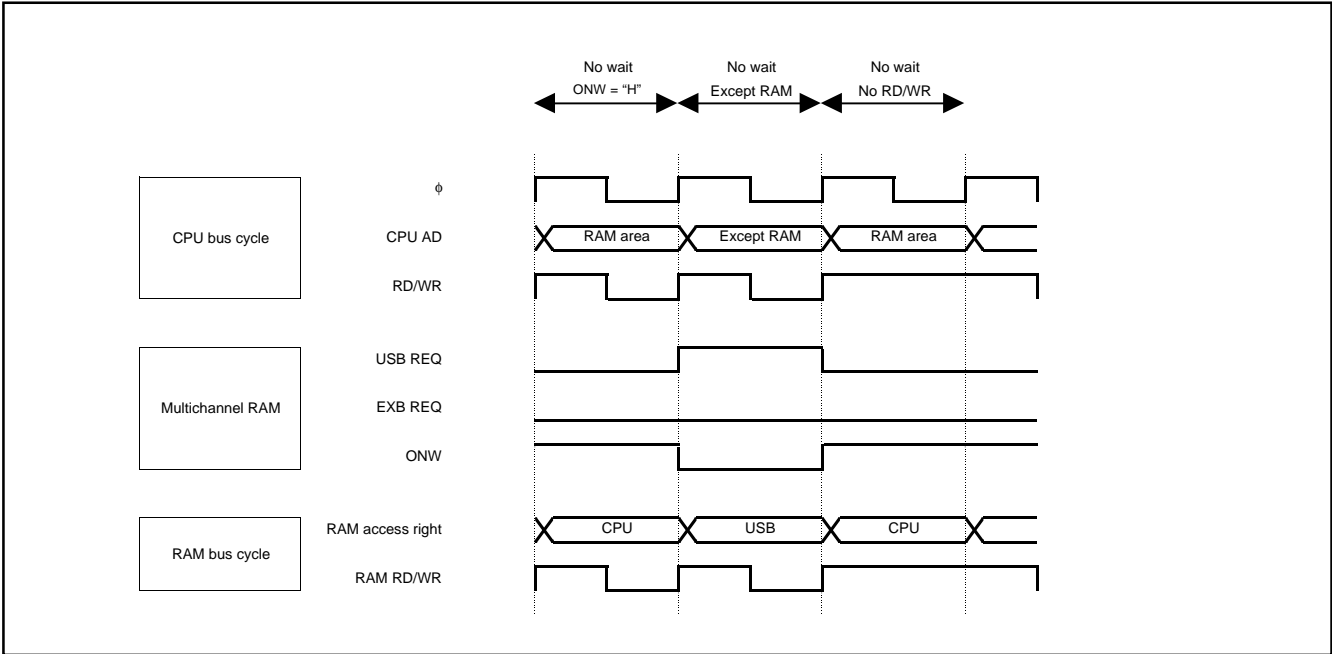 No wait
ONW = “H”
No wait
Except RAM
No wait
No RD/WR
CPU bus cycle
ϕ
CPU AD
RAM area
Except RAM
RAM area
RD/WR
Multichannel RAM
USB REQ
EXB REQ
ONW
RAM bus cycle
RAM access right
CPU
USB
CPU
RAM RD/WR